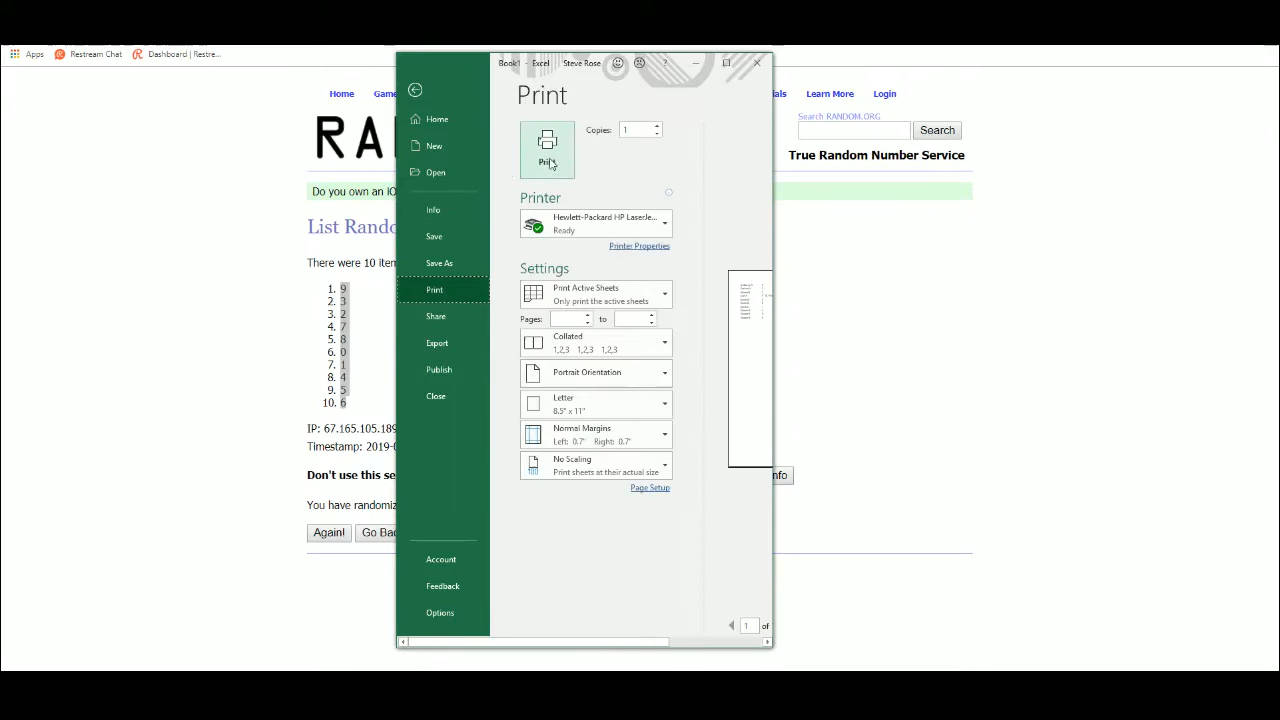 Apps Restream Chat Dashboard | Restre...
Book1 - Excel Steve Rose ?
Home
New
Open
Info
Save
Save As
Print
Share
Export
Publish
Close
Account
Feedback
Options
Print
Print
Copies: 1
Printer
Hewlett-Packard HP LaserJe...
Ready
Printer Properties
Settings
Print Active Sheets
Only print the active sheets
Pages: to
Collated
1,2,3 1,2,3 1,2,3
Portrait Orientation
Letter
8.5" x 11"
Normal Margins
Left: 0.7" Right: 0.7"
No Scaling
100
Print sheets at their actual size
Page Setup
1 of
Home Game
ials Learn More Login
RA
Search RANDOM.ORG
Search
True Random Number Service
Do you own an iO
List Rando
There were 10 item
1. 9
2. 3
3. 2
4. 7
5. 8
6. 0
7. 1
8. 4
9. 5
10. 6
IP: 67.165.105.189
Timestamp: 2019-0
Don't use this se
nfo
You have randomiz
Again! Go Bac